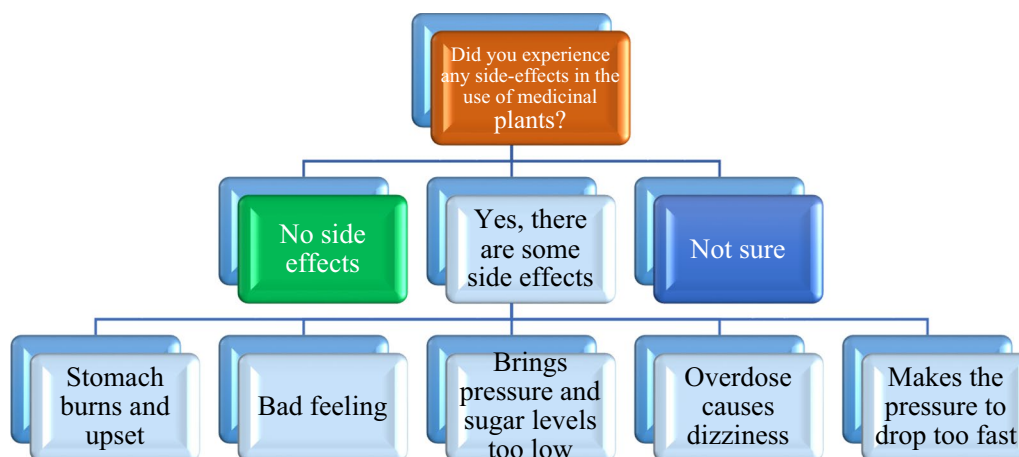 Did you experience
any side-effects in the
use of medicinal
plants?
No side
effects
Yes, there
are some
side effects
Not sure
Stomach
burns and
upset
Bad feeling
Brings
pressure and
sugar levels
too low
Overdose
causes
dizziness
Makes the
pressure to
drop too fast